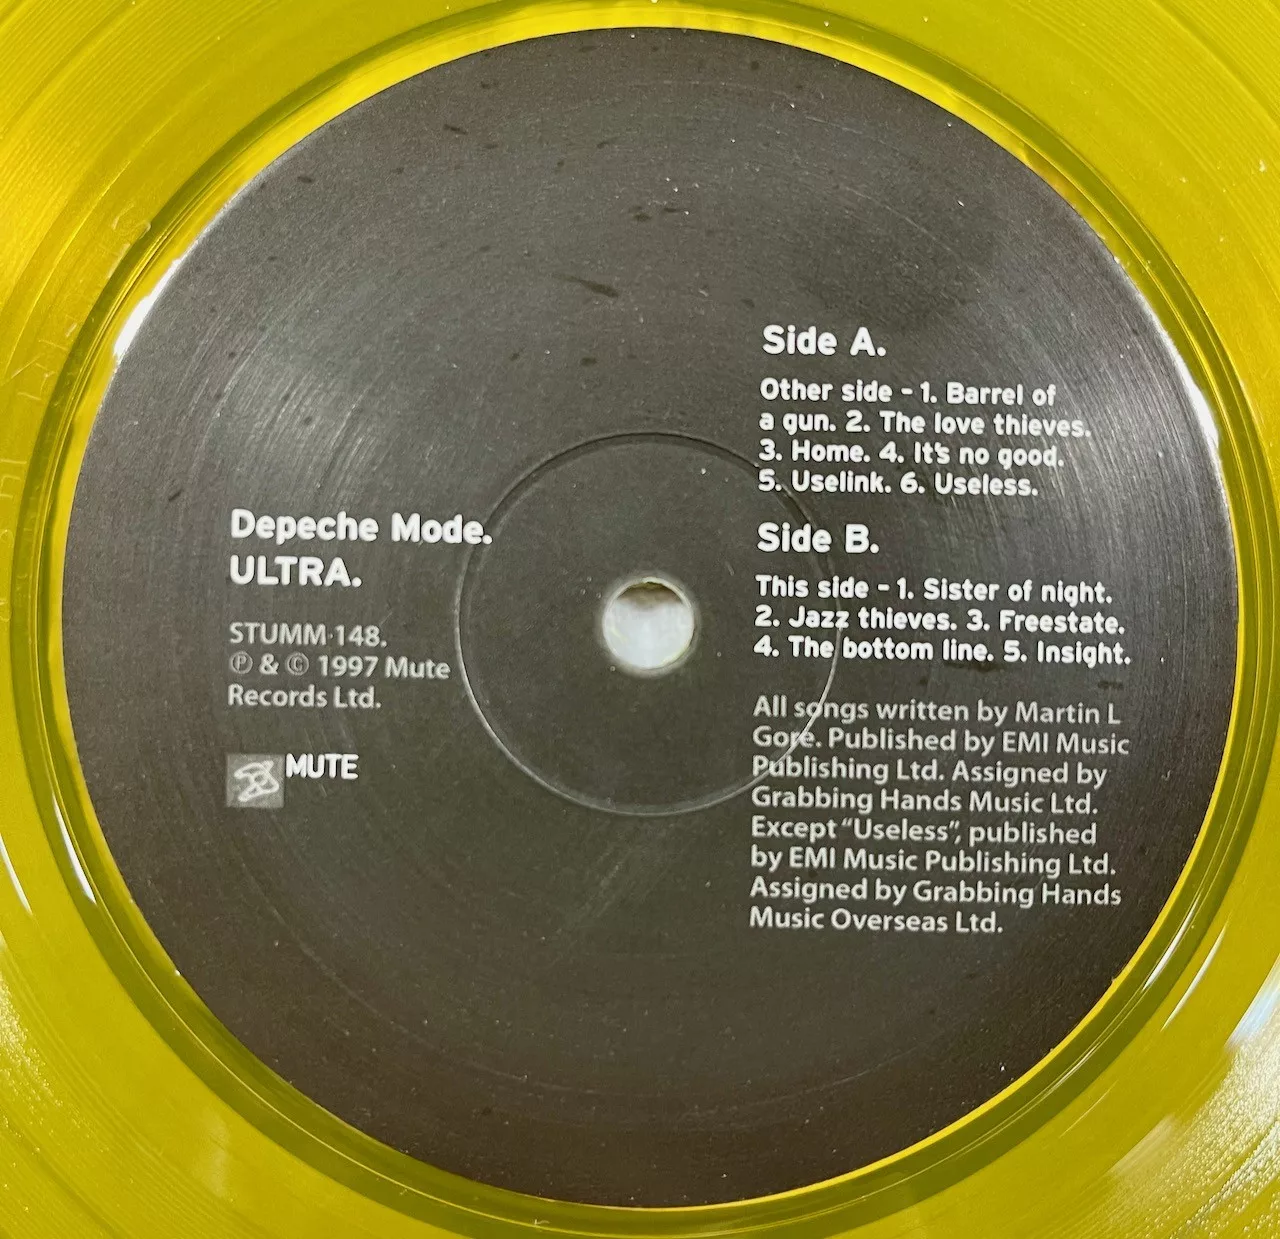 Depeche Mode.
ULTRA.
STUMM 148.
℗ & © 1997 Mute
Records Ltd.
MUTE
Side A.
Other side - 1. Barrel of
a gun. 2. The love thieves.
3. Home. 4. It's no good.
5. Uselink. 6. Useless.
Side B.
This side - 1. Sister of night.
2. Jazz thieves. 3. Freestate.
4. The bottom line. 5. Insight.
All songs written by Martin L
Gore. Published by EMI Music
Publishing Ltd. Assigned by
Grabbing Hands Music Ltd.
Except “Useless”, published
by EMI Music Publishing Ltd.
Assigned by Grabbing Hands
Music Overseas Ltd.